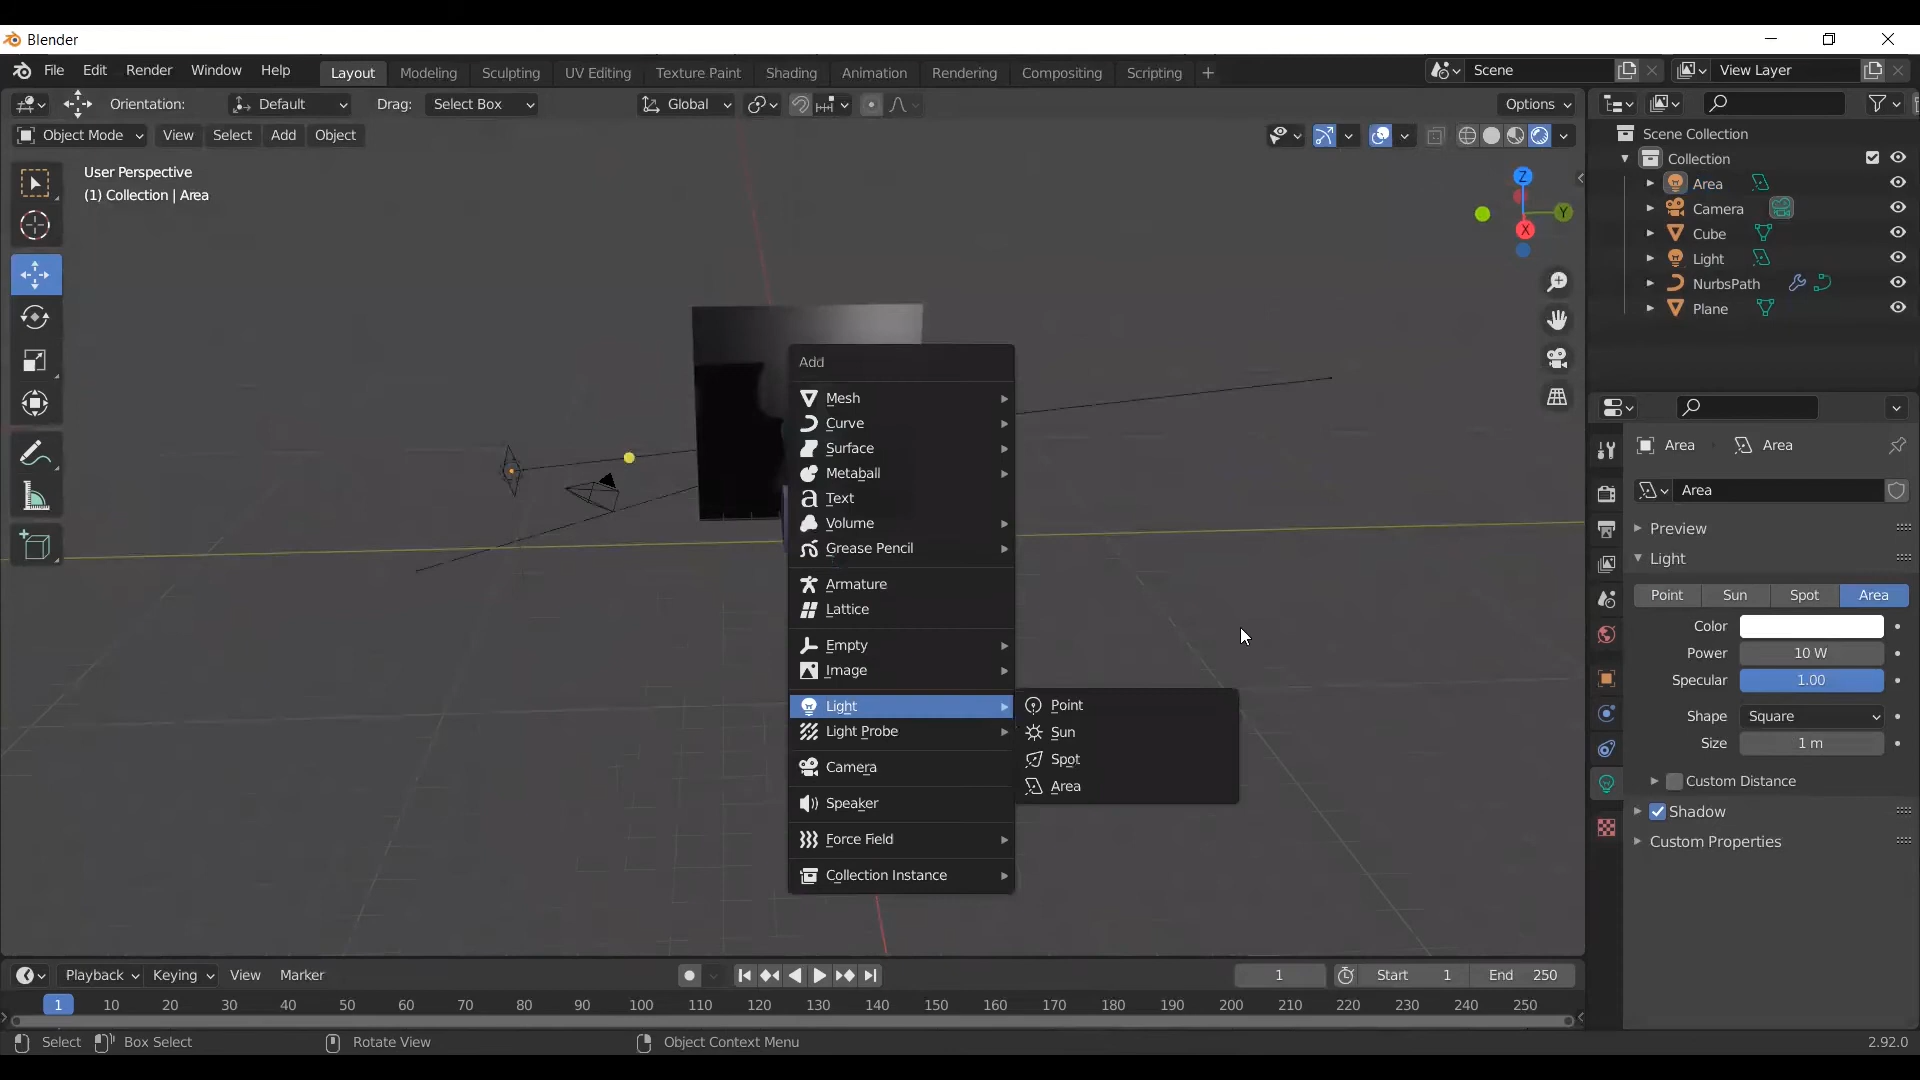 Blender
File Edit Render Window Help Layout Modeling Sculpting UV Editing Texture Paint Shading Animation Rendering Compositing Scripting + Scene View Layer
Orientation: Default Drag: Select Box Global Options
Object Mode View Select Add Object
User Perspective
(1) Collection | Area
Z
Y
X
Add
Mesh
Curve
Surface
Metaball
Text
Volume
Grease Pencil
Armature
Lattice
Empty
Image
Light
Light Probe
Camera
Speaker
Force Field
Collection Instance
Point
Sun
Spot
Area
Scene Collection
Collection
Area
Camera
Cube
Light
NurbsPath
Plane
Area Area
Area
Preview
Light
Point Sun Spot Area
Color
Power 10 W
Specular 1.00
Shape Square
Size 1 m
Custom Distance
Shadow
Custom Properties
Playback Keying View Marker 1 Start 1 End 250
1 10 20 30 40 50 60 70 80 90 100 110 120 130 140 150 160 170 180 190 200 210 220 230 240 250
Select Box Select Rotate View Object Context Menu 2.92.0